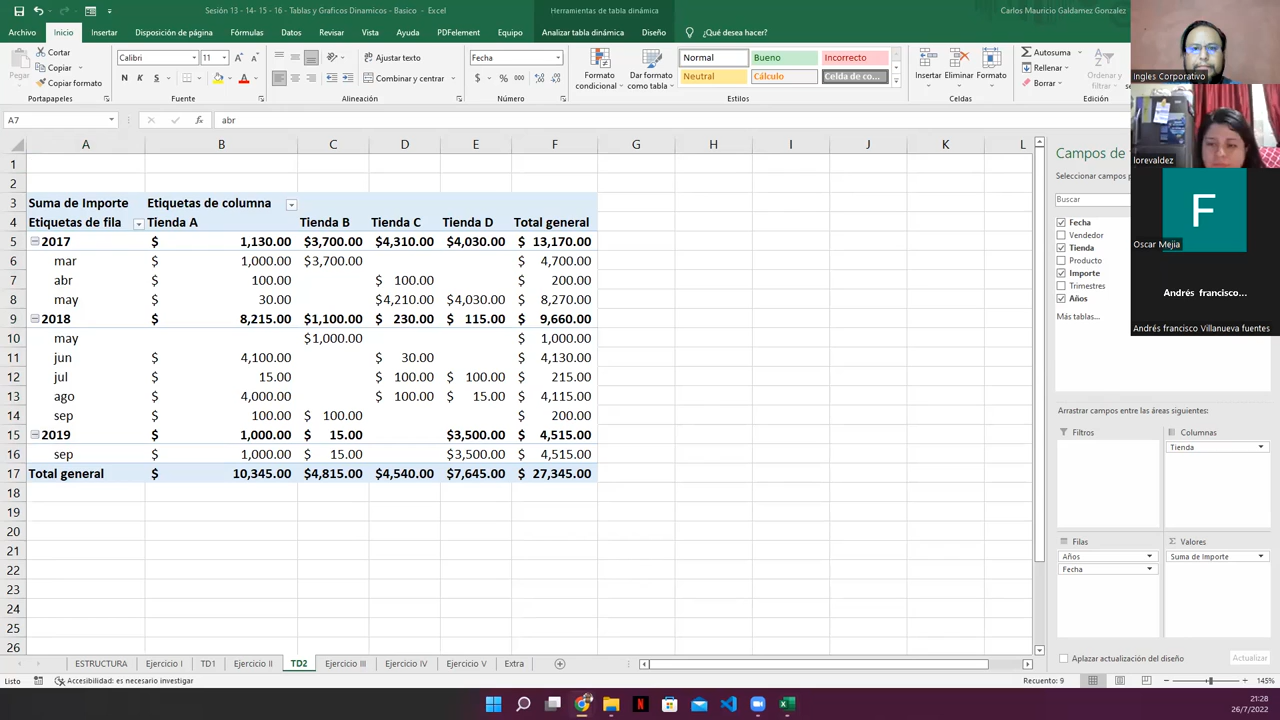 Sesión 13 - 14- 15 - 16 - Tablas y Graficos Dinamicos - Basico - Excel
Herramientas de tabla dinámica
Carlos Mauricio Galdamez Gonzalez
Archivo Inicio Insertar Disposición de página Fórmulas Datos Revisar Vista Ayuda PDFelement Equipo Analizar tabla dinámica Diseño ¿Qué desea hacer?
Pegar
Cortar
Copiar
Copiar formato
Portapapeles
Calibri 11
N K S
Fuente
Ajustar texto
Combinar y centrar
Alineación
Fecha
$ % 000
Número
Formato condicional
Dar formato como tabla
Normal Bueno Incorrecto
Neutral Cálculo Celda de co...
Estilos
Insertar Eliminar Formato
Celdas
Autosuma
Rellenar
Borrar
Ordenar y filtrar
Edición
A7 fx abr
A B C D E F G H I J K L
1
2
3 Suma de Importe Etiquetas de columna
4 Etiquetas de fila Tienda A Tienda B Tienda C Tienda D Total general
5 2017 $ 1,130.00 $3,700.00 $4,310.00 $4,030.00 $ 13,170.00
6 mar $ 1,000.00 $3,700.00 $ 4,700.00
7 abr $ 100.00 $ 100.00 $ 200.00
8 may $ 30.00 $4,210.00 $4,030.00 $ 8,270.00
9 2018 $ 8,215.00 $1,100.00 $ 230.00 $ 115.00 $ 9,660.00
10 may $1,000.00 $ 1,000.00
11 jun $ 4,100.00 $ 30.00 $ 4,130.00
12 jul $ 15.00 $ 100.00 $ 100.00 $ 215.00
13 ago $ 4,000.00 $ 100.00 $ 15.00 $ 4,115.00
14 sep $ 100.00 $ 100.00 $ 200.00
15 2019 $ 1,000.00 $ 15.00 $3,500.00 $ 4,515.00
16 sep $ 1,000.00 $ 15.00 $3,500.00 $ 4,515.00
17 Total general $ 10,345.00 $4,815.00 $4,540.00 $7,645.00 $ 27,345.00
18
19
20
21
22
23
24
25
26
Campos de
Seleccionar campos
Buscar
Fecha
Vendedor
Tienda
Producto
Importe
Trimestres
Años
Más tablas...
Arrastrar campos entre las áreas siguientes:
Filtros
Columnas
Tienda
Filas
Años
Fecha
Σ Valores
Suma de Importe
Aplazar actualización del diseño
Actualizar
Ingles Corporativo
lorevaldez
F
Oscar Mejia
Andrés francisco...
Andrés francisco Villanueva fuentes
ESTRUCTURA Ejercicio I TD1 Ejercicio II TD2 Ejercicio III Ejercicio IV Ejercicio V Extra
Listo Accesibilidad: es necesario investigar Recuento: 9 145%
21:28
26/7/2022